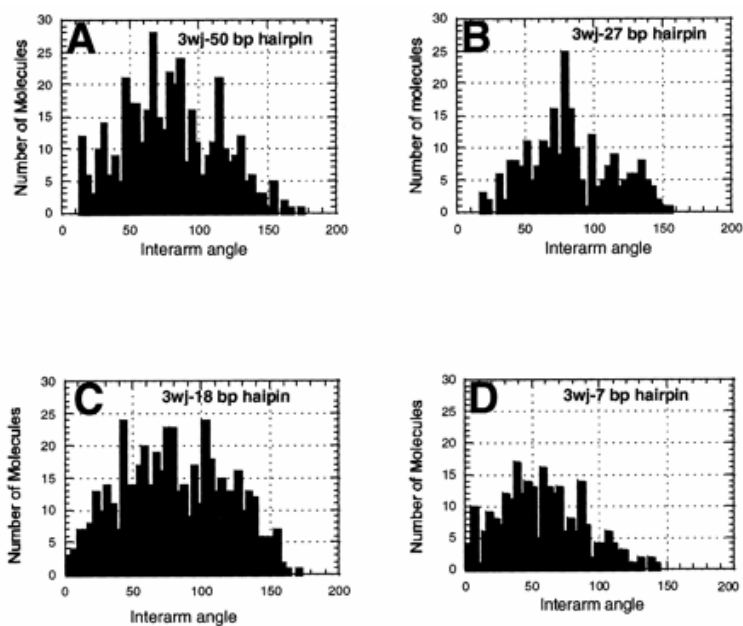 A
3wj-50 bp hairpin
Number of Molecules
30
25
20
15
10
5
0
0 50 100 150 200
Interarm angle
B
3wj-27 bp hairpin
Number of molecules
30
25
20
15
10
5
0
0 50 100 150 200
Interarm angle
C
3wj-18 bp haipin
Number of Molecules
30
25
20
15
10
5
0
0 50 100 150 200
Interarm angle
D
3wj-7 bp hairpin
Number of Molecules
30
25
20
15
10
5
0
0 50 100 150 200
Interarm angle